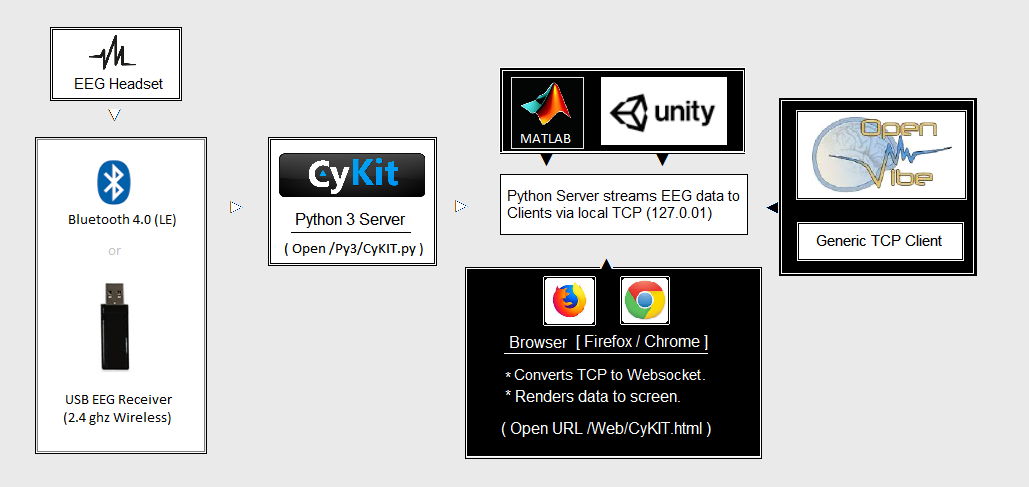 EEG Headset
Bluetooth 4.0 (LE)
or
USB EEG Receiver
(2.4 ghz Wireless)
CyKit
Python 3 Server
( Open /Py3/CyKIT.py )
MATLAB
unity
Python Server streams EEG data to
Clients via local TCP (127.0.01)
Open
Vibe
Generic TCP Client
Browser [ Firefox / Chrome ]
* Converts TCP to Websocket.
* Renders data to screen.
( Open URL /Web/CyKIT.html )